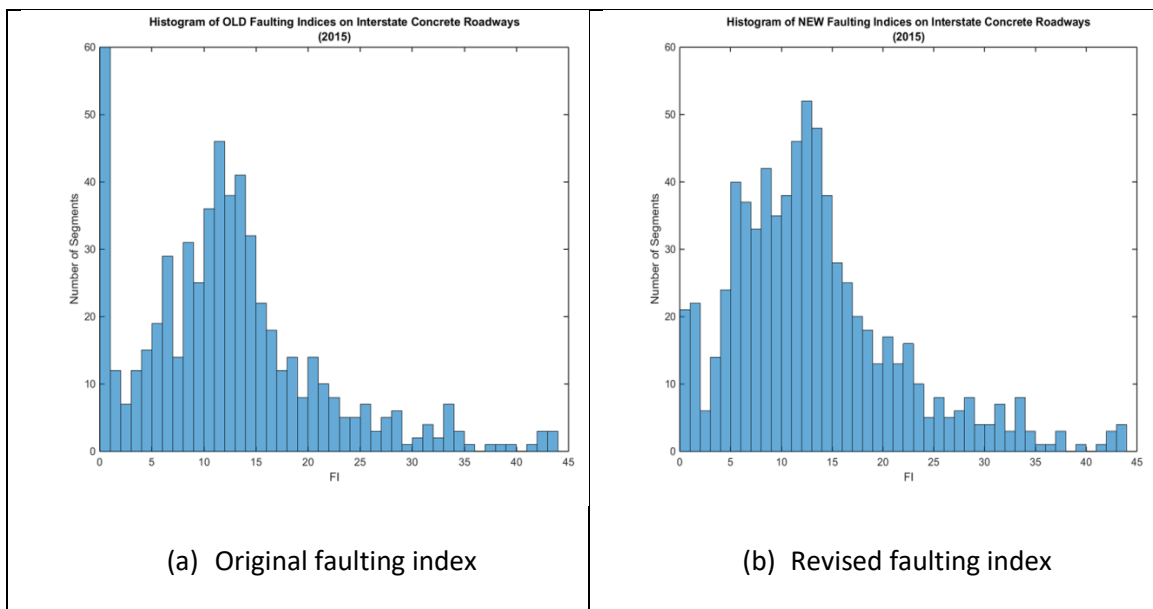 Histogram of OLD Faulting Indices on Interstate Concrete Roadways
(2015)
60
50
40
30
20
10
0
Number of Segments
0 5 10 15 20 25 30 35 40 45
FI
(a) Original faulting index
Histogram of NEW Faulting Indices on Interstate Concrete Roadways
(2015)
60
50
40
30
20
10
0
Number of Segments
0 5 10 15 20 25 30 35 40 45
FI
(b) Revised faulting index